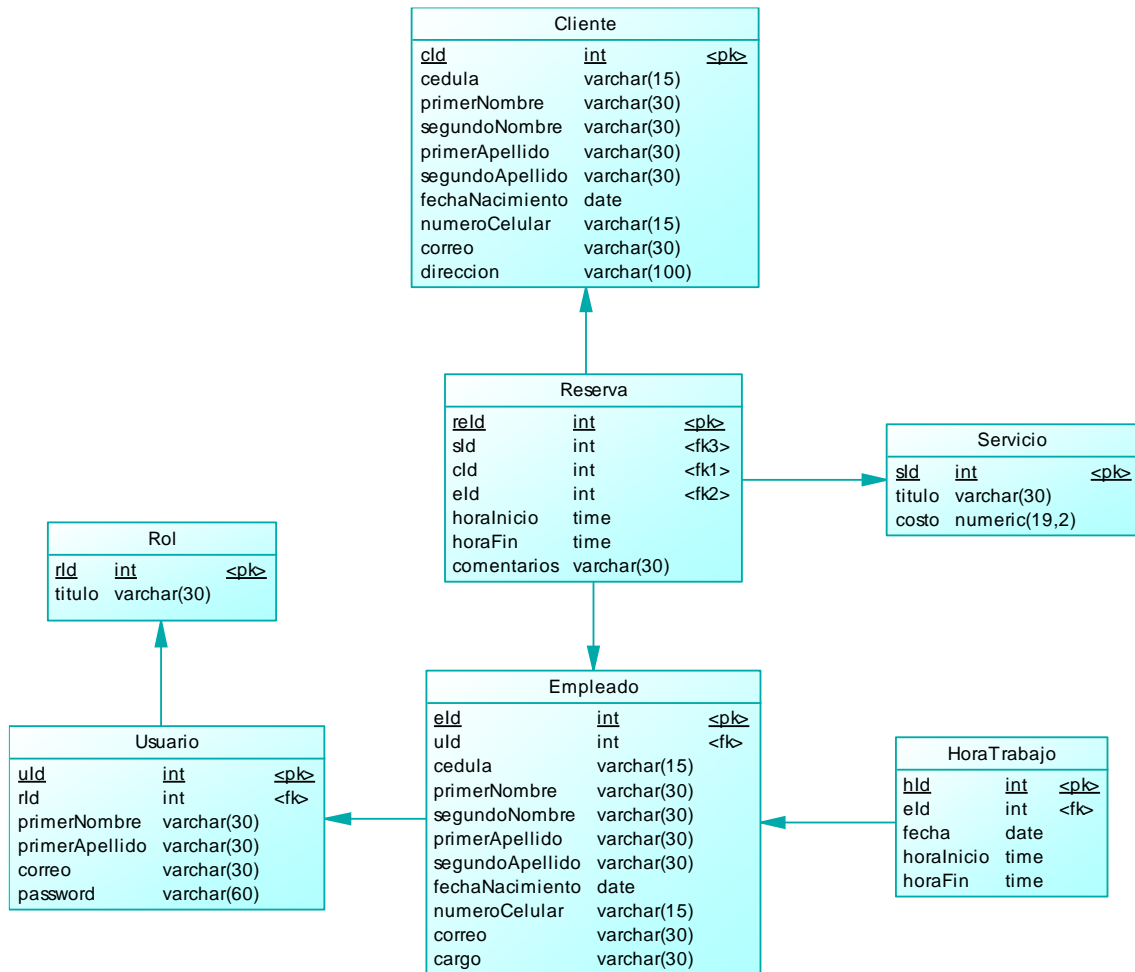 Cliente
cId int <pk>
cedula varchar(15)
primerNombre varchar(30)
segundoNombre varchar(30)
primerApellido varchar(30)
segundoApellido varchar(30)
fechaNacimiento date
numeroCelular varchar(15)
correo varchar(30)
direccion varchar(100)
Reserva
reId int <pk>
sId int <fk3>
cId int <fk1>
eId int <fk2>
horaInicio time
horaFin time
comentarios varchar(30)
Servicio
sId int <pk>
titulo varchar(30)
costo numeric(19,2)
Rol
rId int <pk>
titulo varchar(30)
Usuario
uId int <pk>
rId int <fk>
primerNombre varchar(30)
primerApellido varchar(30)
correo varchar(30)
password varchar(60)
Empleado
eId int <pk>
uId int <fk>
cedula varchar(15)
primerNombre varchar(30)
segundoNombre varchar(30)
primerApellido varchar(30)
segundoApellido varchar(30)
fechaNacimiento date
numeroCelular varchar(15)
correo varchar(30)
cargo varchar(30)
HoraTrabajo
hId int <pk>
eId int <fk>
fecha date
horaInicio time
horaFin time